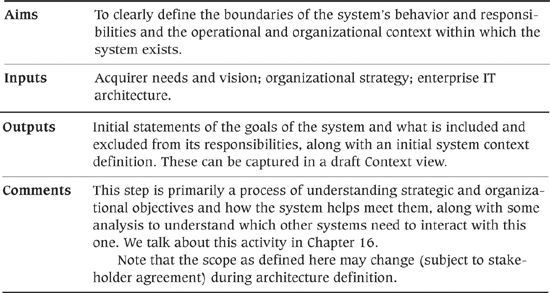 Aims To clearly define the boundaries of the system's behavior and responsi-
bilities and the operational and organizational context within which the
system exists.
Inputs Acquirer needs and vision; organizational strategy; enterprise IT
architecture.
Outputs Initial statements of the goals of the system and what is included and
excluded from its responsibilities, along with an initial system context
definition. These can be captured in a draft Context view.
Comments This step is primarily a process of understanding strategic and organiza-
tional objectives and how the system helps meet them, along with some
analysis to understand which other systems need to interact with this
one. We talk about this activity in Chapter 16.
Note that the scope as defined here may change (subject to stake-
holder agreement) during architecture definition.